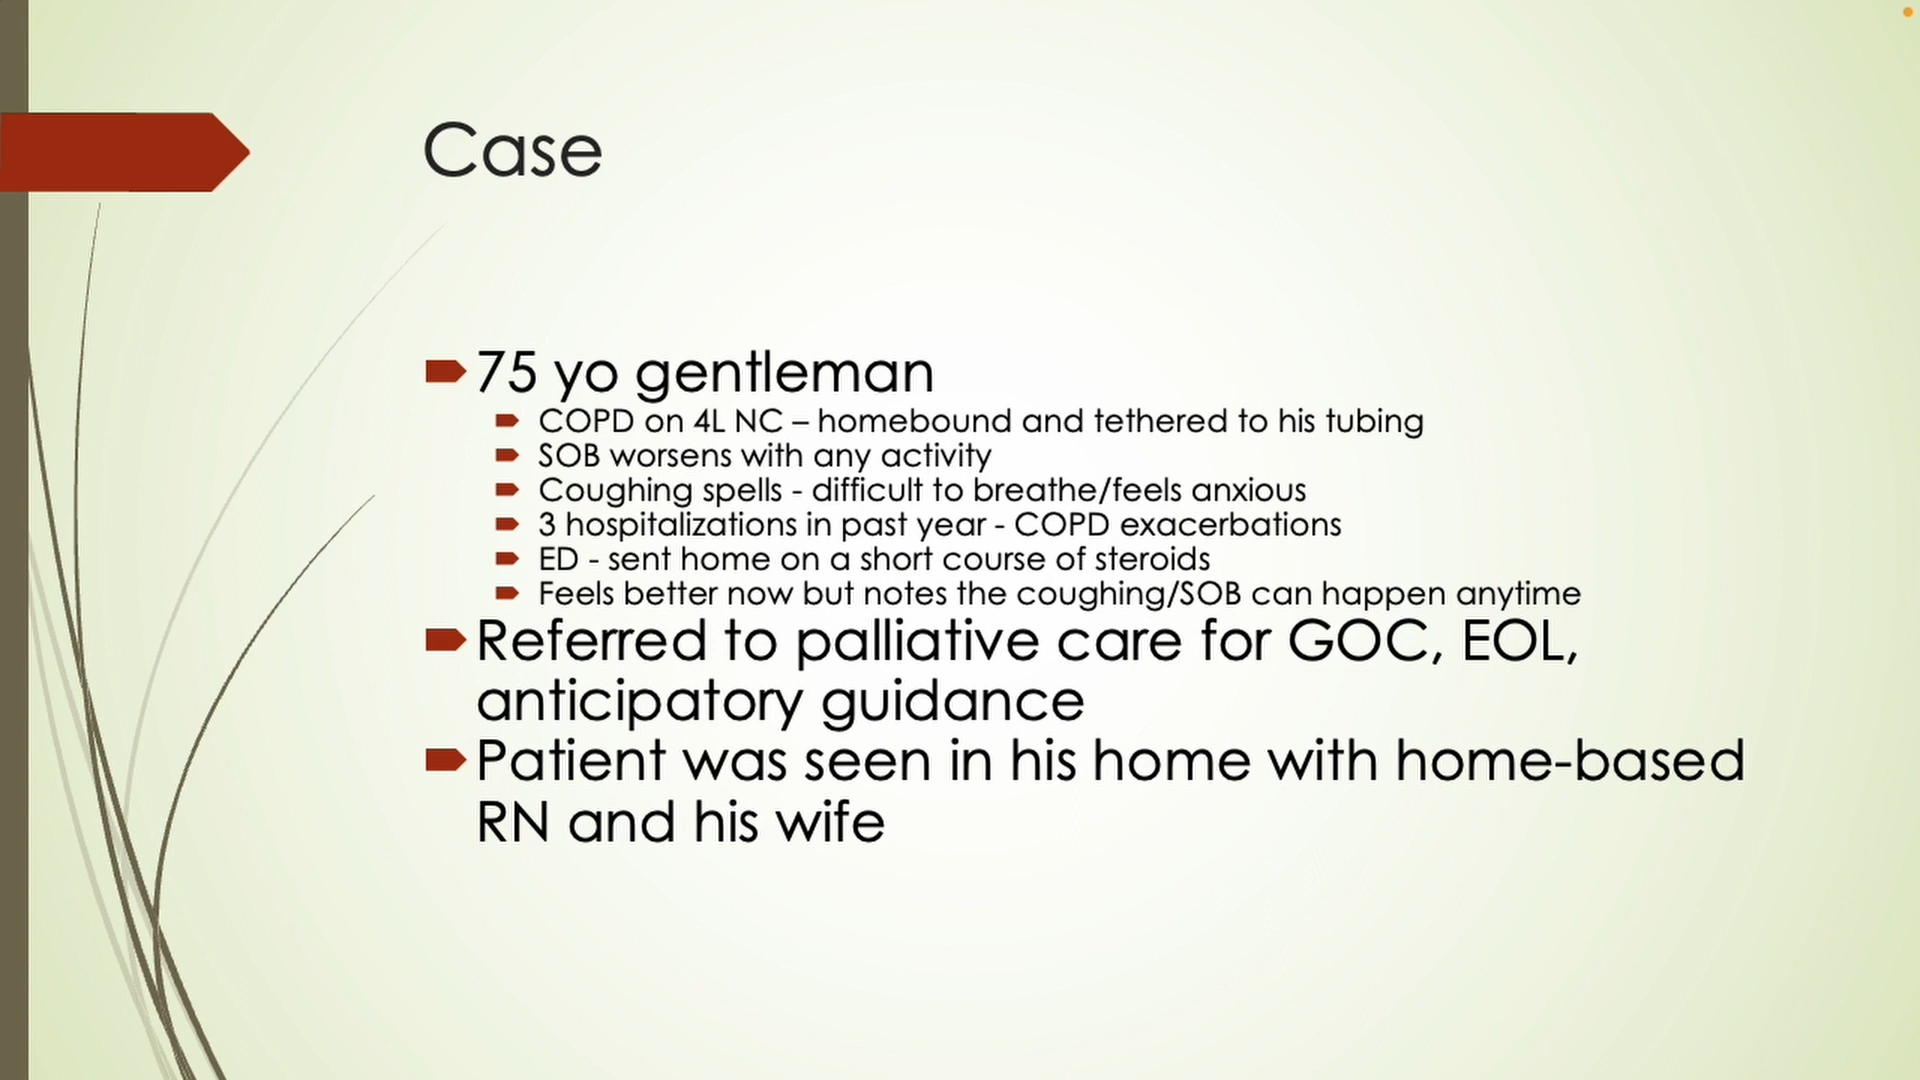 Case
75 yo gentleman
COPD on 4L NC – homebound and tethered to his tubing
SOB worsens with any activity
Coughing spells - difficult to breathe/feels anxious
3 hospitalizations in past year - COPD exacerbations
ED - sent home on a short course of steroids
Feels better now but notes the coughing/SOB can happen anytime
Referred to palliative care for GOC, EOL,
anticipatory guidance
Patient was seen in his home with home-based
RN and his wife